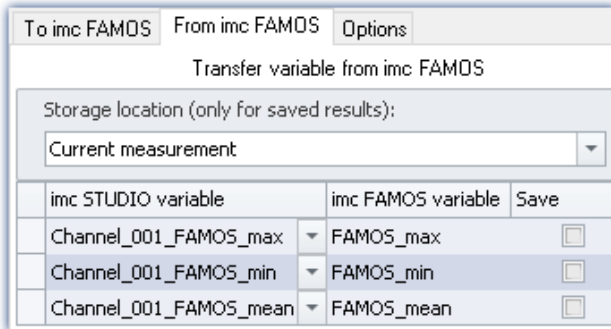 To imc FAMOS From imc FAMOS Options
Transfer variable from imc FAMOS
Storage location (only for saved results):
Current measurement
imc STUDIO variable imc FAMOS variable Save
Channel_001_FAMOS_max FAMOS_max
Channel_001_FAMOS_min FAMOS_min
Channel_001_FAMOS_mean FAMOS_mean